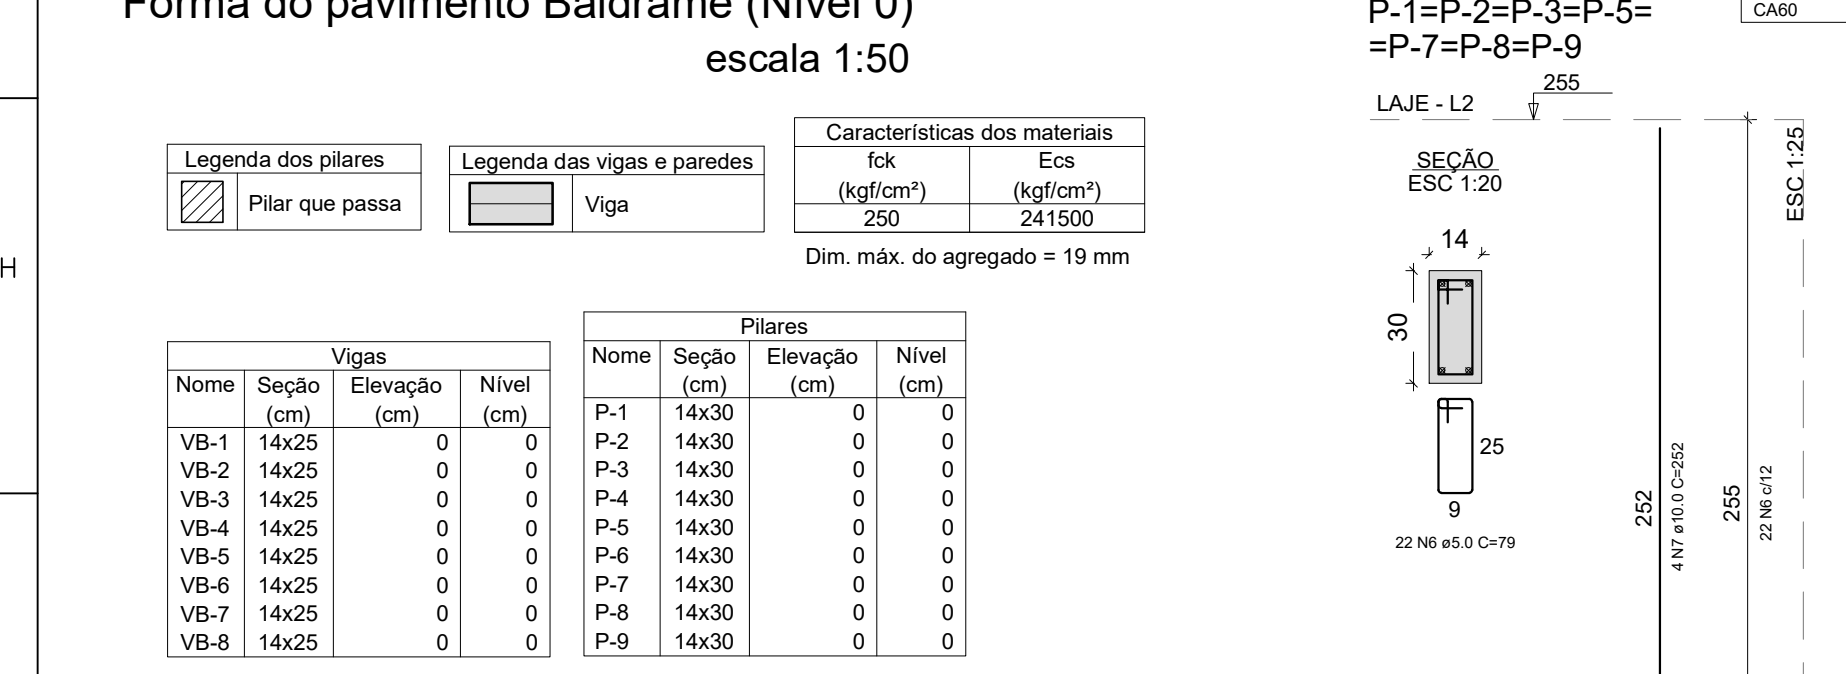 Forma do pavimento Baldrame (Nível 0)
escala 1:50
Legenda dos pilares
Pilar que passa
Legenda das vigas e paredes
Viga
Características dos materiais
fck Ecs
(kgf/cm²) (kgf/cm²)
250 241500
Dim. máx. do agregado = 19 mm
H
Vigas
Nome Seção Elevação Nível
(cm) (cm) (cm)
VB-1 14x25 0 0
VB-2 14x25 0 0
VB-3 14x25 0 0
VB-4 14x25 0 0
VB-5 14x25 0 0
VB-6 14x25 0 0
VB-7 14x25 0 0
VB-8 14x25 0 0
Pilares
Nome Seção Elevação Nível
(cm) (cm) (cm)
P-1 14x30 0 0
P-2 14x30 0 0
P-3 14x30 0 0
P-4 14x30 0 0
P-5 14x30 0 0
P-6 14x30 0 0
P-7 14x30 0 0
P-8 14x30 0 0
P-9 14x30 0 0
P-1=P-2=P-3=P-5=
=P-7=P-8=P-9
CA60
255
LAJE - L2
SEÇÃO
ESC 1:20
14
30
25
9
22 N6 ø5.0 C=79
252
4 N7 ø10.0 C=252
255
22 N6 c/12
ESC 1:25